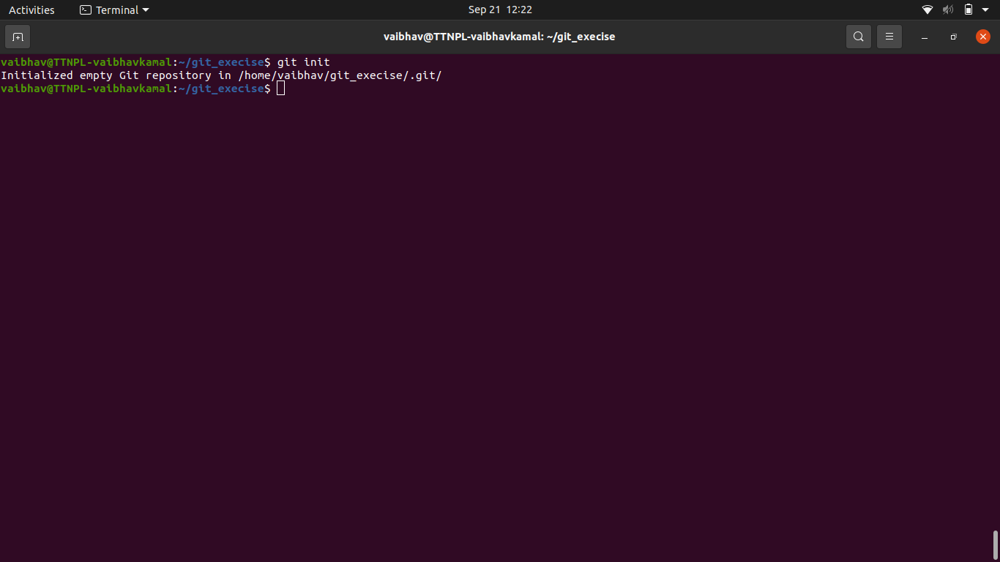 Activities Terminal Sep 21 12:22
vaibhav@TTNPL-vaibhavkamal: ~/git_execise
vaibhav@TTNPL-vaibhavkamal:~/git_execise$ git init
Initialized empty Git repository in /home/vaibhav/git_execise/.git/
vaibhav@TTNPL-vaibhavkamal:~/git_execise$